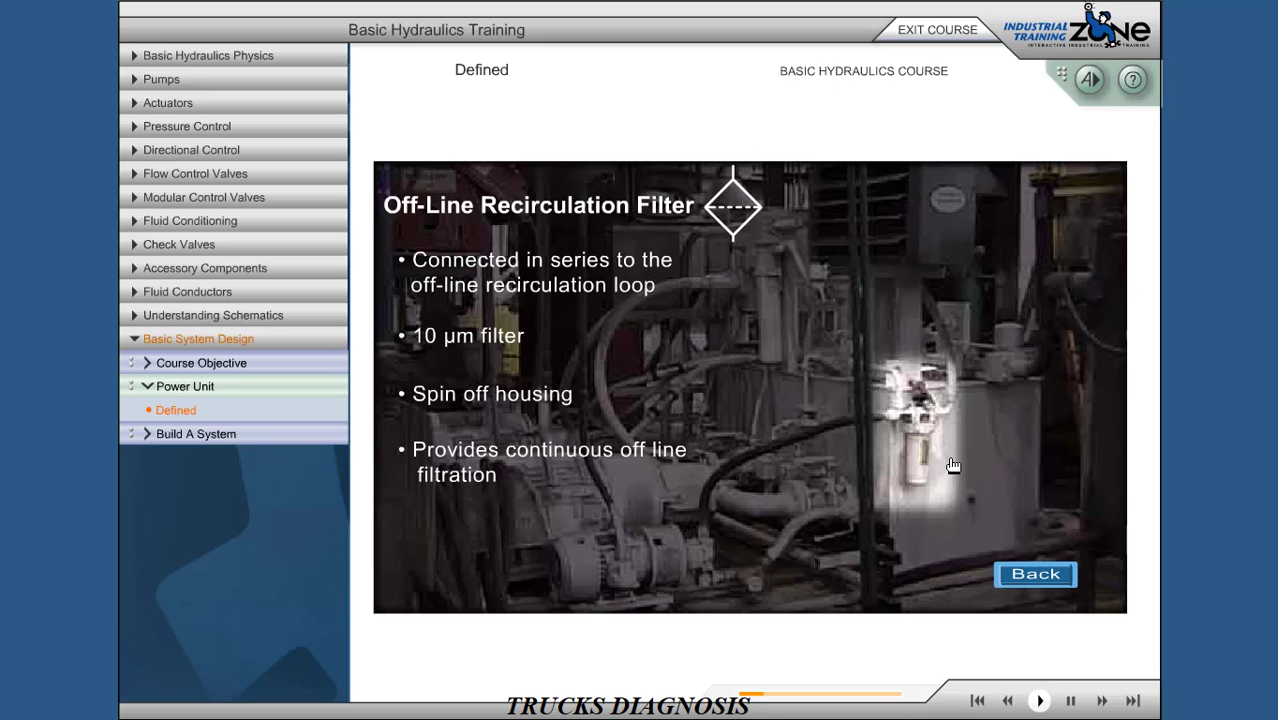 Basic Hydraulics Training
EXIT COURSE
INDUSTRIAL
TRAINING
ZONE
INTERACTIVE INDUSTRIAL TRAINING
Basic Hydraulics Physics
Pumps
Actuators
Pressure Control
Directional Control
Flow Control Valves
Modular Control Valves
Fluid Conditioning
Check Valves
Accessory Components
Fluid Conductors
Understanding Schematics
Basic System Design
Course Objective
Power Unit
• Defined
Build A System
Defined
BASIC HYDRAULICS COURSE
A
?
Off-Line Recirculation Filter
• Connected in series to the
off-line recirculation loop
• 10 µm filter
• Spin off housing
• Provides continuous off line
filtration
Back
TRUCKS DIAGNOSIS